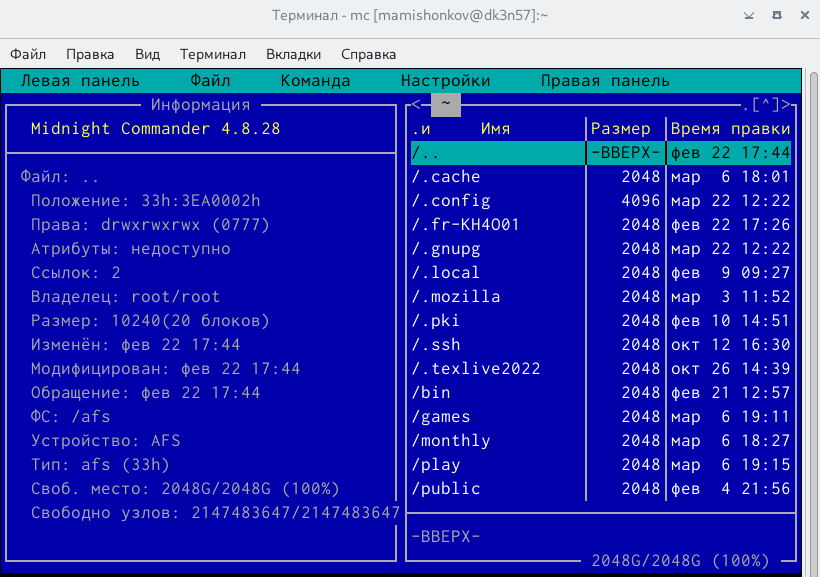 Терминал - mc [mamishonkov@dk3n57]:~
Файл Правка Вид Терминал Вкладки Справка
Левая панель Файл Команда Настройки Правая панель
Информация
Midnight Commander 4.8.28
Файл: ..
Положение: 33h:3EA0002h
Права: drwxrwxrwx (0777)
Атрибуты: недоступно
Ссылок: 2
Владелец: root/root
Размер: 10240(20 блоков)
Изменён: фев 22 17:44
Модифицирован: фев 22 17:44
Обращение: фев 22 17:44
ФС: /afs
Устройство: AFS
Тип: afs (33h)
Своб. место: 2048G/2048G (100%)
Свободно узлов: 2147483647/2147483647
<─ ~ .[^]>
.и Имя Размер Время правки
/.. -ВВЕРХ- фев 22 17:44
/.cache 2048 мар 6 18:01
/.config 4096 мар 22 12:22
/.fr-KH4O01 2048 фев 22 17:26
/.gnupg 2048 мар 22 12:22
/.local 2048 фев 9 09:27
/.mozilla 2048 мар 3 11:52
/.pki 2048 фев 10 14:51
/.ssh 2048 окт 12 16:30
/.texlive2022 2048 окт 26 14:39
/bin 2048 фев 21 12:57
/games 2048 мар 6 19:11
/monthly 2048 мар 6 18:27
/play 2048 мар 6 19:15
/public 2048 фев 4 21:56
-ВВЕРХ-
2048G/2048G (100%)